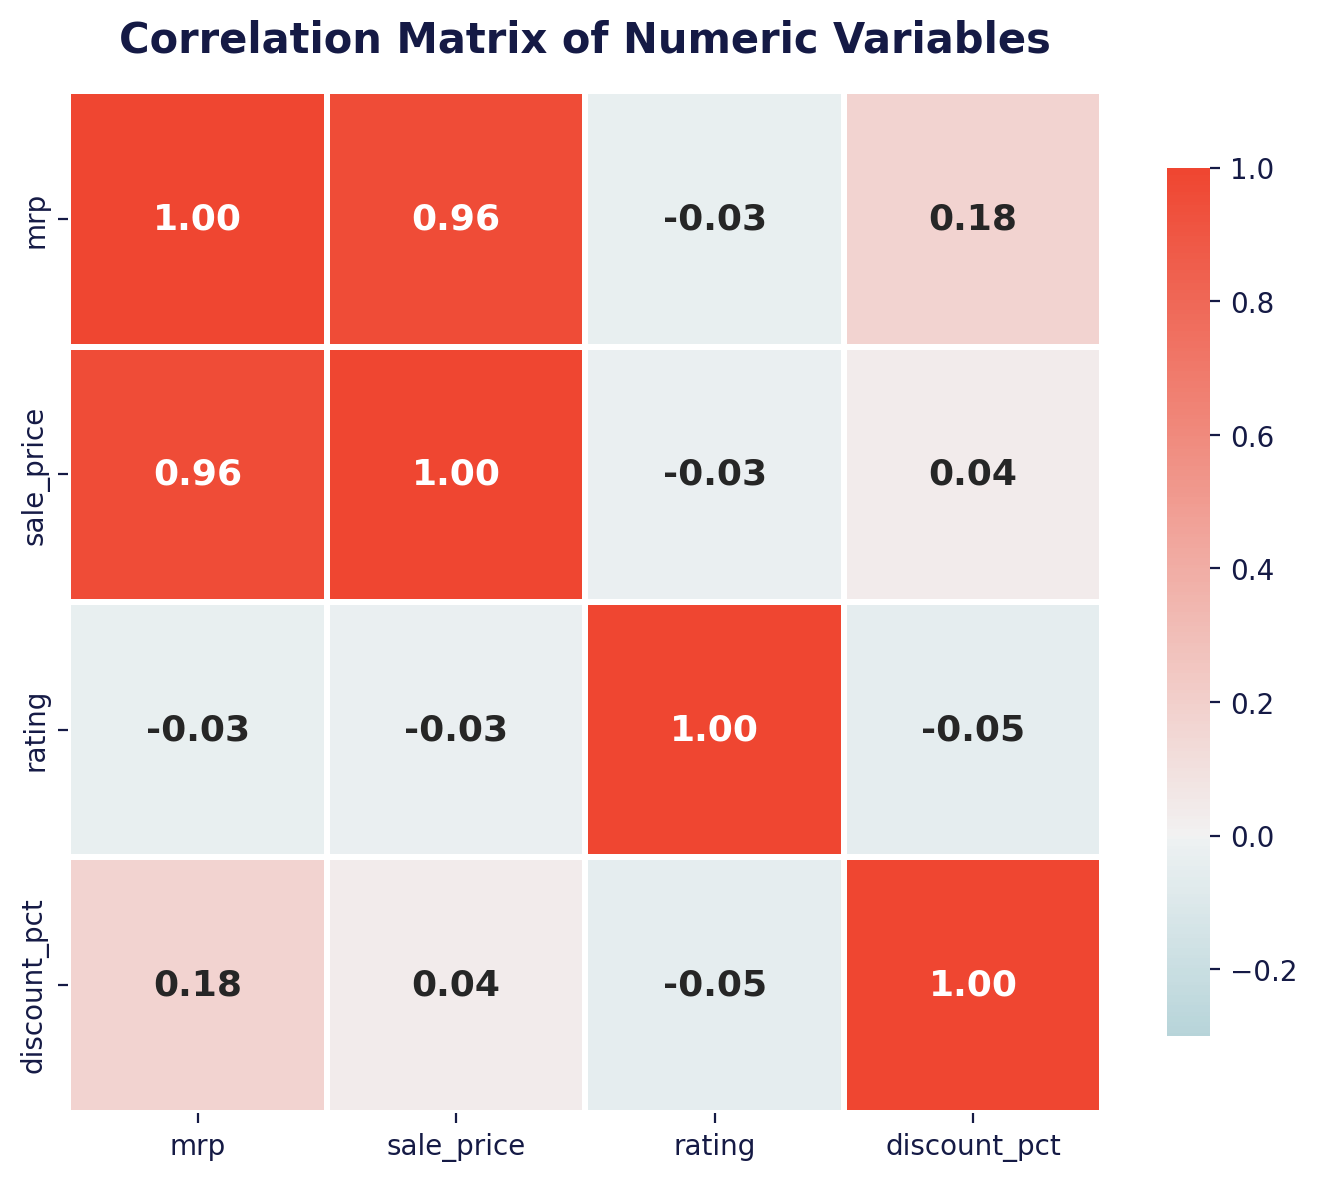 Correlation Matrix of Numeric Variables
mrp 1.00 0.96 -0.03 0.18
sale_price 0.96 1.00 -0.03 0.04
rating -0.03 -0.03 1.00 -0.05
discount_pct 0.18 0.04 -0.05 1.00
mrp sale_price rating discount_pct
1.0
0.8
0.6
0.4
0.2
0.0
−0.2